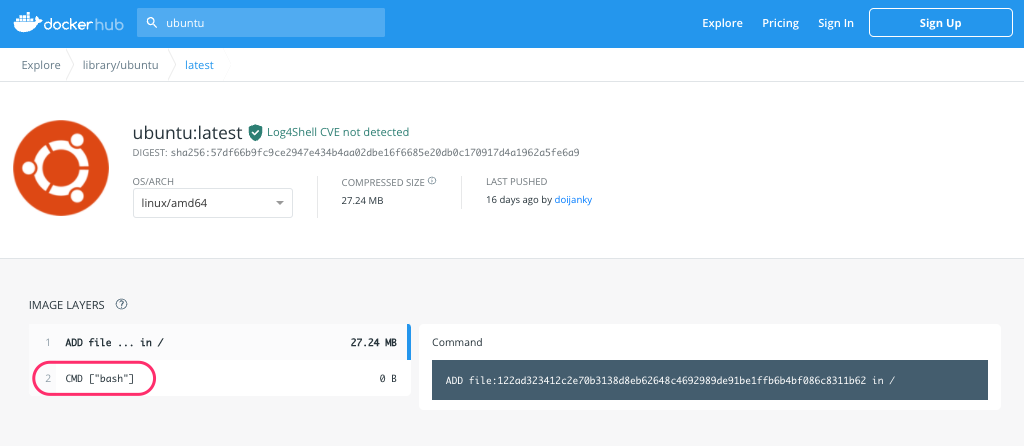 dockerhub
ubuntu
Explore Pricing Sign In Sign Up
Explore library/ubuntu latest
ubuntu:latest Log4Shell CVE not detected
DIGEST: sha256:57df66b9fc9ce2947e434b4aa02dbe16f6685e20db0c170917d4a1962a5fe6a9
OS/ARCH
linux/amd64
COMPRESSED SIZE
27.24 MB
LAST PUSHED
16 days ago by doijanky
IMAGE LAYERS ?
1 ADD file ... in / 27.24 MB
2 CMD ["bash"] 0 B
Command
ADD file:122ad323412c2e70b3138d8eb62648c4692989de91be1ffb6b4bf086c8311b62 in /